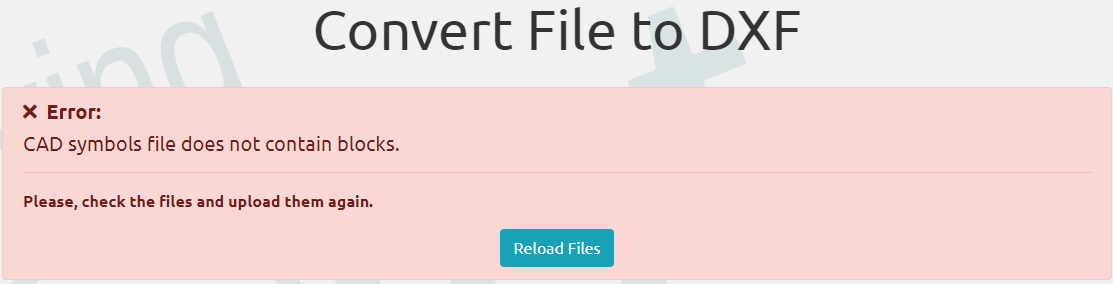 Convert File to DXF
Error:
CAD symbols file does not contain blocks.
Please, check the files and upload them again.
Reload Files